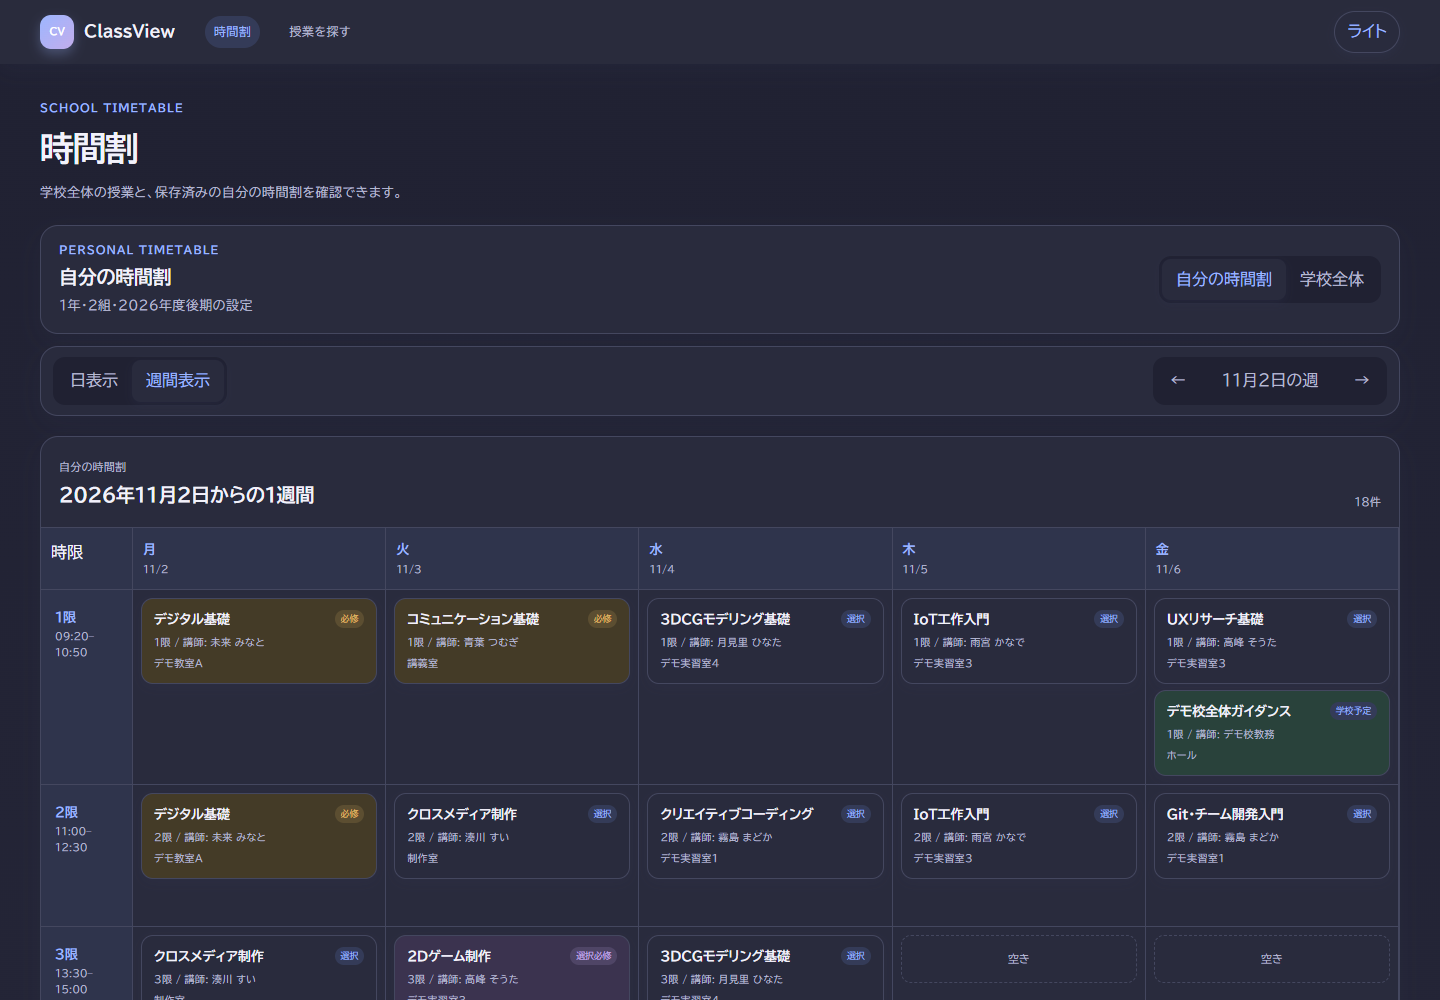 CV ClassView 時間割 授業を探す ライト
SCHOOL TIMETABLE
時間割
学校全体の授業と、保存済みの自分の時間割を確認できます。
PERSONAL TIMETABLE
自分の時間割
1年・2組・2026年度後期の設定
自分の時間割 学校全体
日表示 週間表示 ← 11月2日の週 →
自分の時間割
2026年11月2日からの1週間
18件
時限 月 火 水 木 金
11/2 11/3 11/4 11/5 11/6
1限
09:20–
10:50
デジタル基礎 必修
1限 / 講師: 未来 みなと
デモ教室A
コミュニケーション基礎 必修
1限 / 講師: 青葉 つむぎ
講義室
3DCGモデリング基礎 選択
1限 / 講師: 月見里 ひなた
デモ実習室4
IoT工作入門 選択
1限 / 講師: 雨宮 かなで
デモ実習室3
UXリサーチ基礎 選択
1限 / 講師: 高峰 そうた
デモ実習室3
デモ校全体ガイダンス 学校予定
1限 / 講師: デモ校教務
ホール
2限
11:00–
12:30
デジタル基礎 必修
2限 / 講師: 未来 みなと
デモ教室A
クロスメディア制作 選択
2限 / 講師: 湊川 すい
制作室
クリエイティブコーディング 選択
2限 / 講師: 霧島 まどか
デモ実習室1
IoT工作入門 選択
2限 / 講師: 雨宮 かなで
デモ実習室3
Git・チーム開発入門 選択
2限 / 講師: 霧島 まどか
デモ実習室1
3限
13:30–
15:00
クロスメディア制作 選択
3限 / 講師: 湊川 すい
制作室
2Dゲーム制作 選択必修
3限 / 講師: 高峰 そうた
デモ実習室3
3DCGモデリング基礎 選択
3限 / 講師: 月見里 ひなた
デモ実習室4
空き
空き